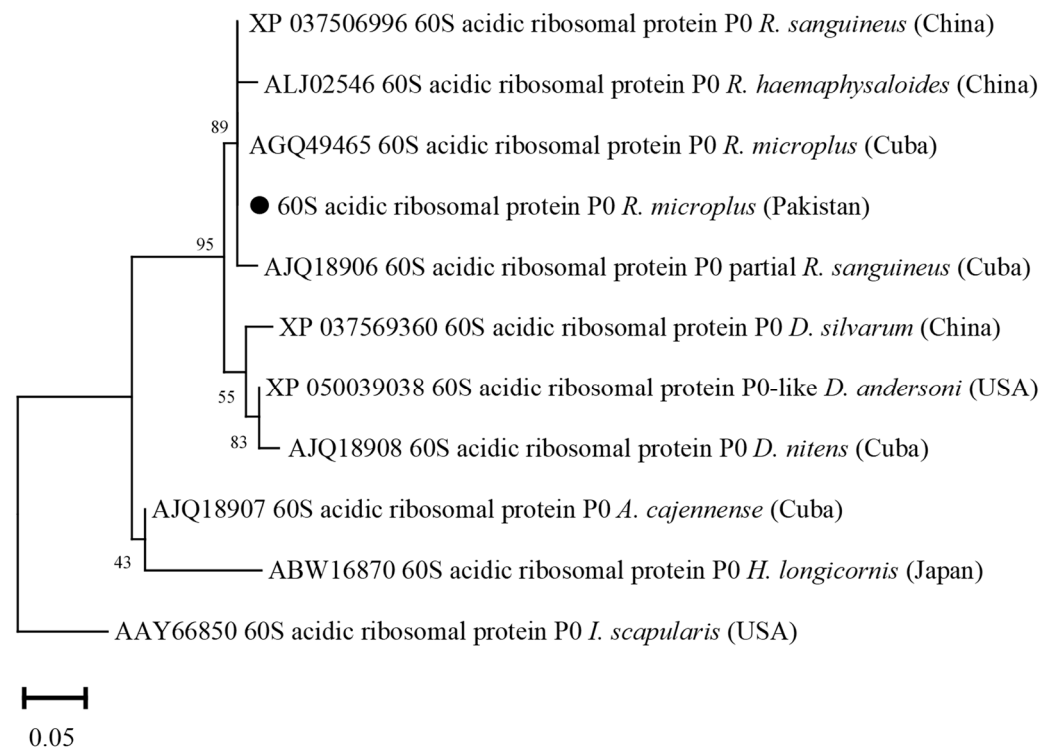 XP 037506996 60S acidic ribosomal protein P0 R. sanguineus (China)
ALJ02546 60S acidic ribosomal protein P0 R. haemaphysaloides (China)
89
AGQ49465 60S acidic ribosomal protein P0 R. microplus (Cuba)
60S acidic ribosomal protein P0 R. microplus (Pakistan)
95
AJQ18906 60S acidic ribosomal protein P0 partial R. sanguineus (Cuba)
XP 037569360 60S acidic ribosomal protein P0 D. silvarum (China)
55
XP 050039038 60S acidic ribosomal protein P0-like D. andersoni (USA)
83
AJQ18908 60S acidic ribosomal protein P0 D. nitens (Cuba)
AJQ18907 60S acidic ribosomal protein P0 A. cajennense (Cuba)
43
ABW16870 60S acidic ribosomal protein P0 H. longicornis (Japan)
AAY66850 60S acidic ribosomal protein P0 I. scapularis (USA)
0.05